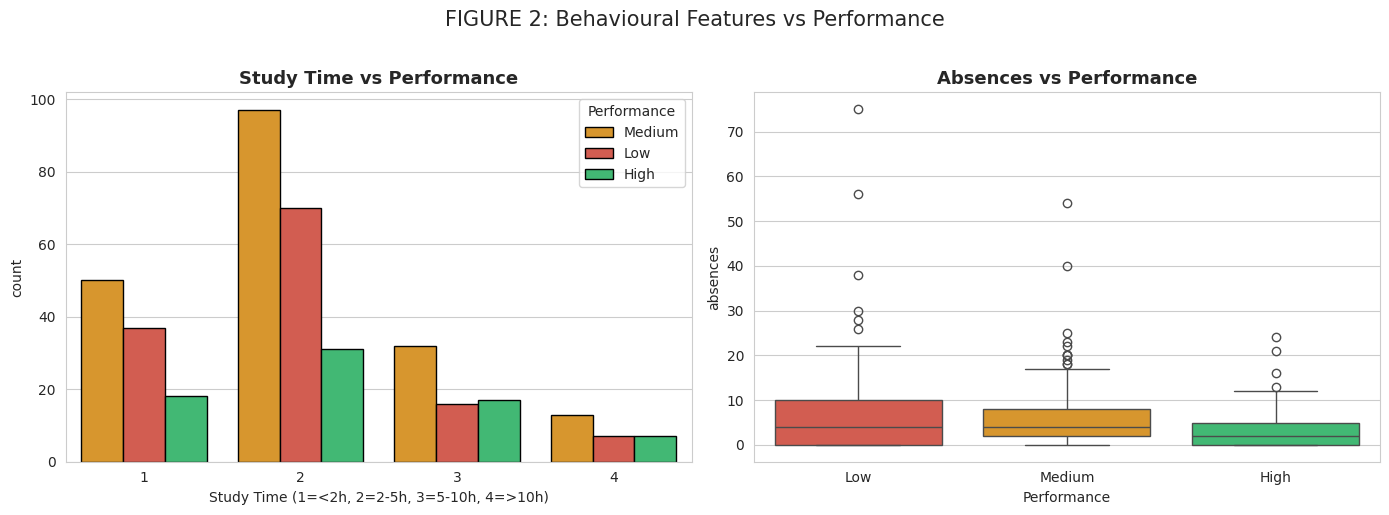 FIGURE 2: Behavioural Features vs Performance
Study Time vs Performance
100
80
60
40
20
0
count
Performance
Medium
Low
High
1 2 3 4
Study Time (1=<2h, 2=2-5h, 3=5-10h, 4=>10h)
Absences vs Performance
70
60
50
40
30
20
10
0
absences
Low Medium High
Performance